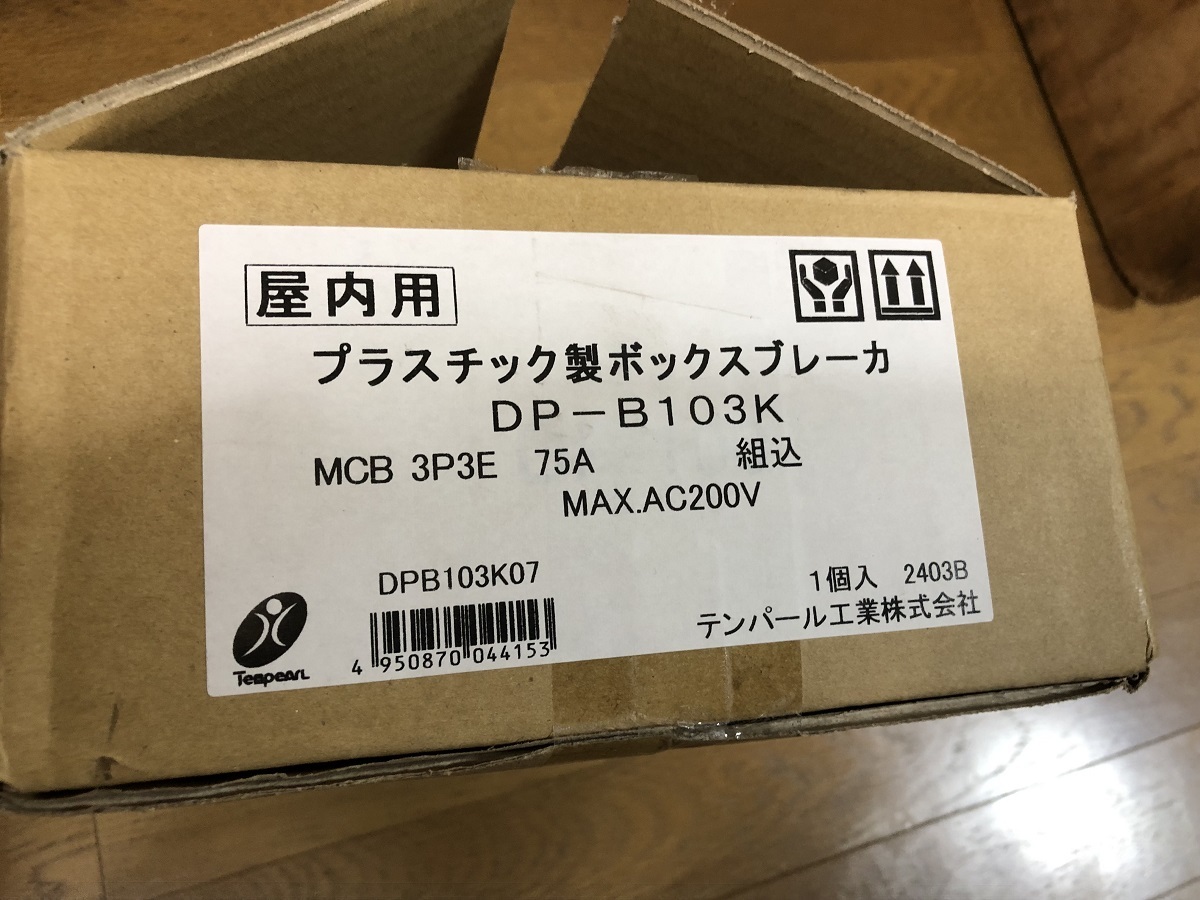 屋内用
プラスチック製ボックスブレーカ
DP-B103K
MCB 3P3E 75A 組込
MAX.AC200V
DPB103K07
1個入 2403B
4 950870 044153
テンパール工業株式会社
Tempearl